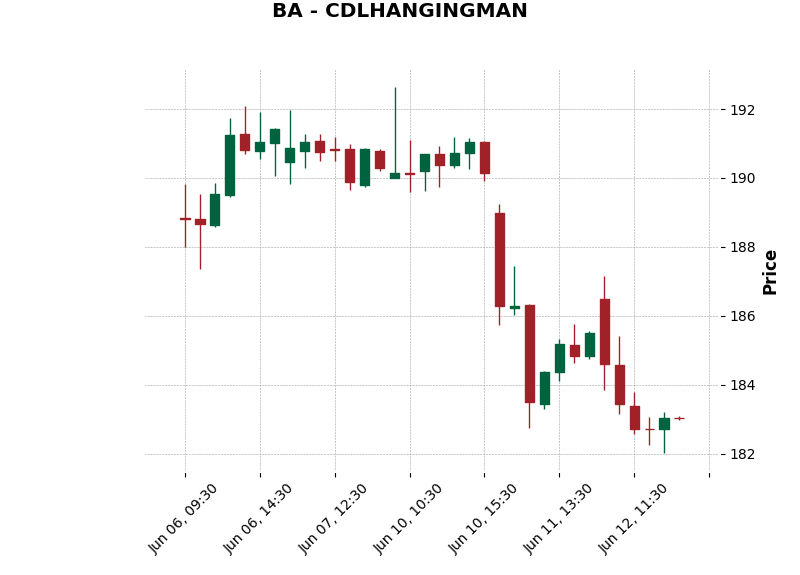 BA - CDLHANGINGMAN
192
190
188
186
184
182
Price
Jun 06, 09:30
Jun 06, 14:30
Jun 07, 12:30
Jun 10, 10:30
Jun 10, 15:30
Jun 11, 13:30
Jun 12, 11:30